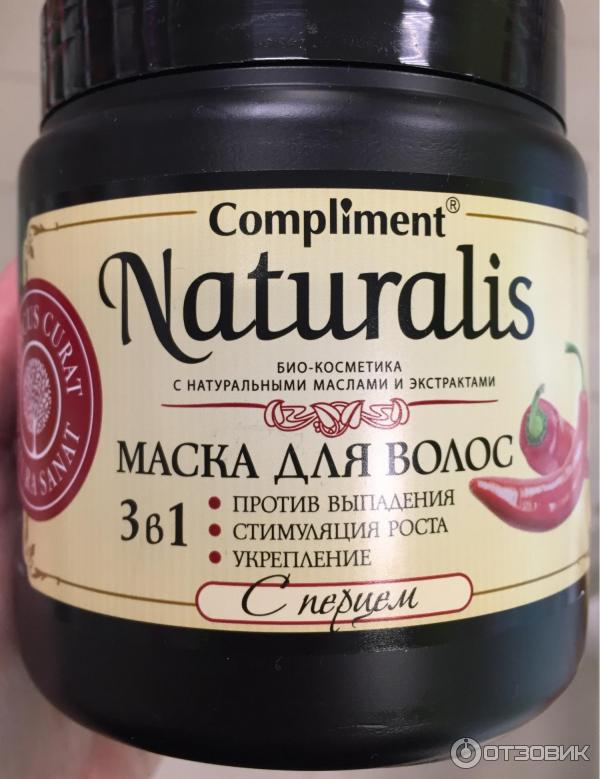 Compliment®
Naturalis
БИО-КОСМЕТИКА
С НАТУРАЛЬНЫМИ МАСЛАМИ И ЭКСТРАКТАМИ
МАСКА ДЛЯ ВОЛОС
3в1
• ПРОТИВ ВЫПАДЕНИЯ
• СТИМУЛЯЦИЯ РОСТА
• УКРЕПЛЕНИЕ
С перцем
CURAT
SANAT
ОТЗОВИК